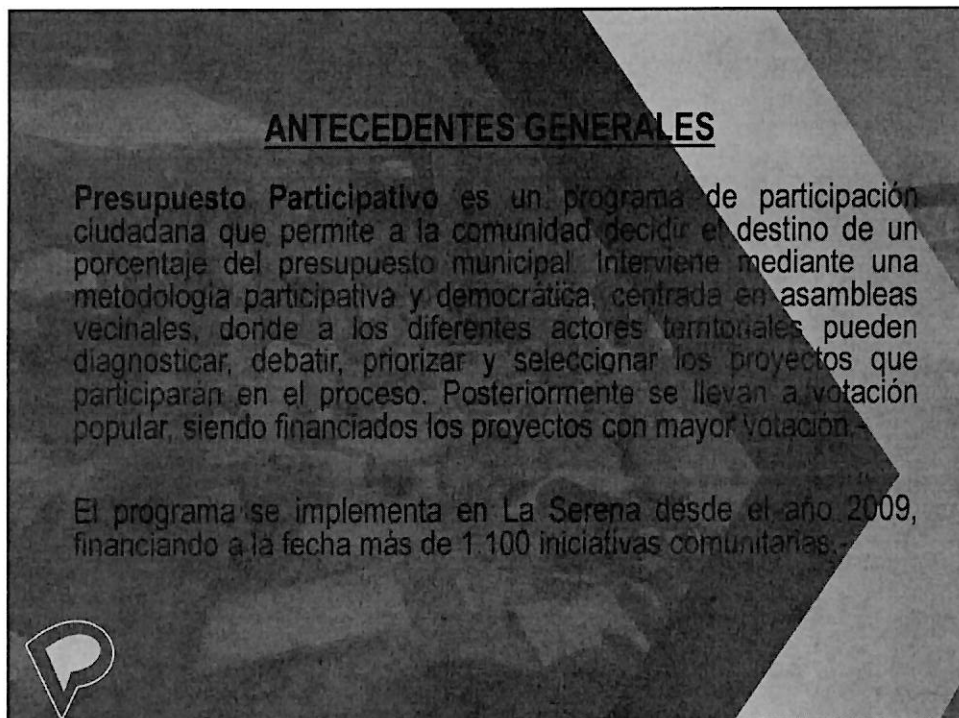 ANTECEDENTES GENERALES
Presupuesto Participativo es un programa de participación
ciudadana que permite a la comunidad decidir el destino de un
porcentaje del presupuesto municipal. Interviene mediante una
metodología participativa y democrática, centrada en asambleas
vecinales, donde a los diferentes actores territoriales pueden
diagnosticar, debatir, priorizar y seleccionar los proyectos que
participarán en el proceso. Posteriormente se llevan a votación
popular, siendo financiados los proyectos con mayor votación.-
El programa se implementa en La Serena desde el año 2009,
financiando a la fecha más de 1.100 iniciativas comunitarias.-
P